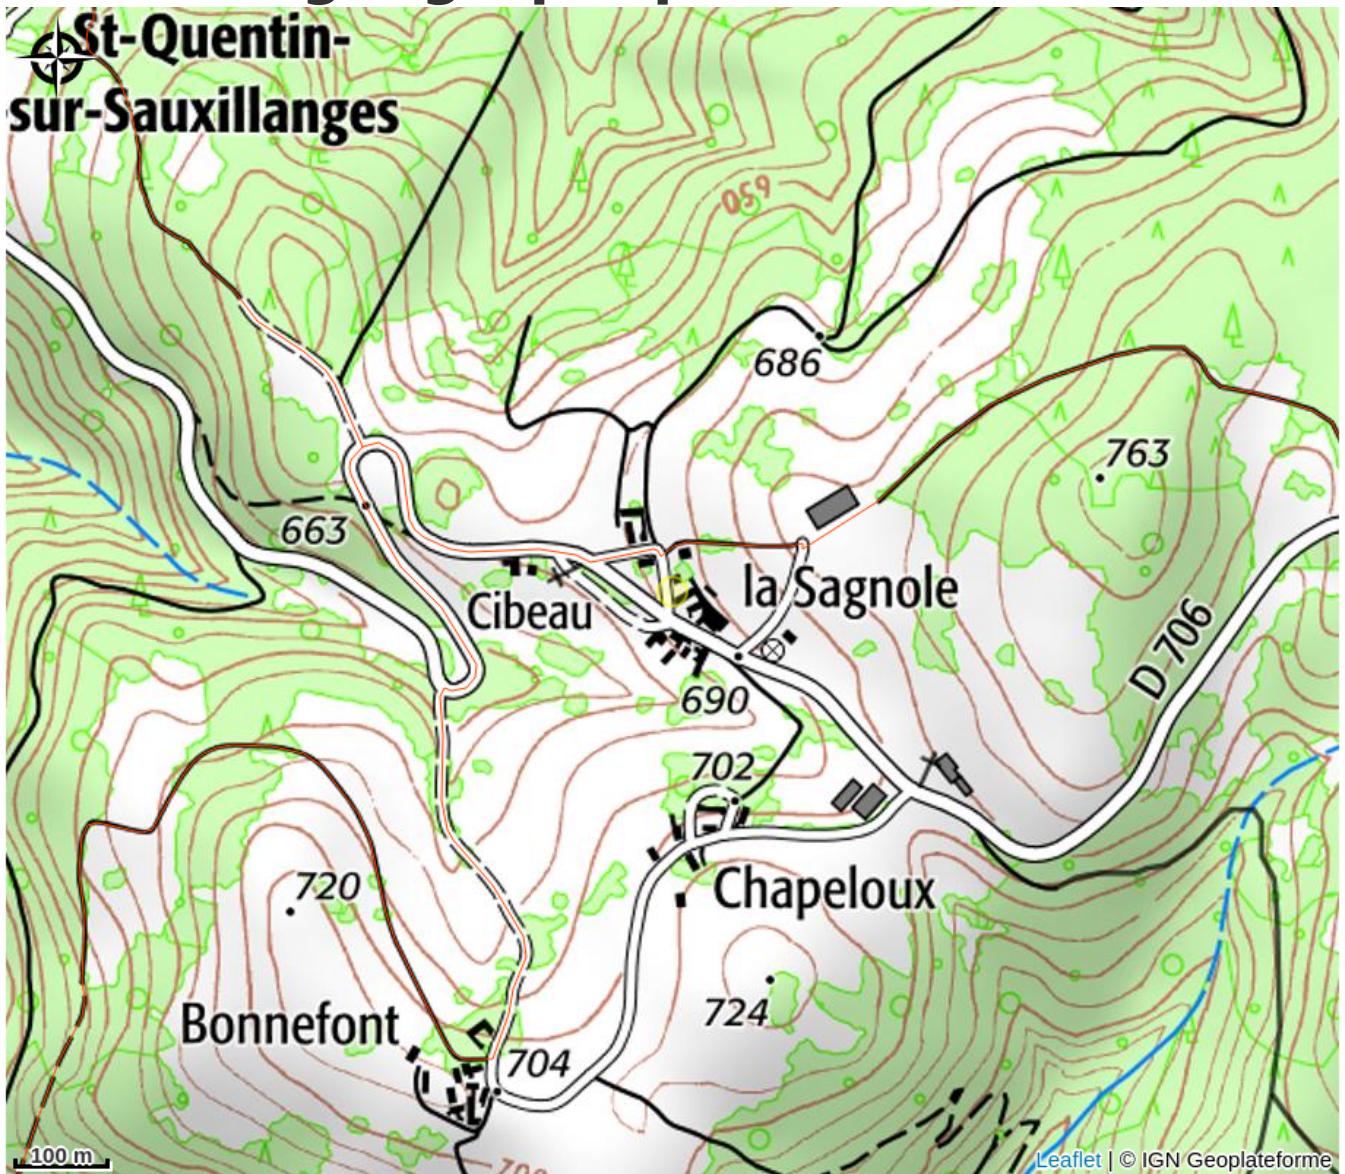 St-Quentin-
sur-Sauxillanges
650
686
763
663
la Sagnole
Cibeau
D 706
690
702
720
Chapeloux
724
Bonnefont
704
100 m
Leaflet | © IGN Geoplateforme